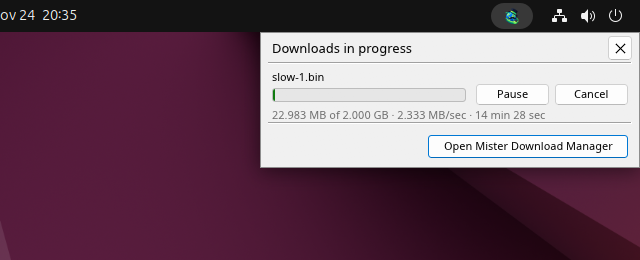 ov 24 20:35
Downloads in progress
slow-1.bin
Pause
Cancel
22.983 MB of 2.000 GB · 2.333 MB/sec · 14 min 28 sec
Open Mister Download Manager